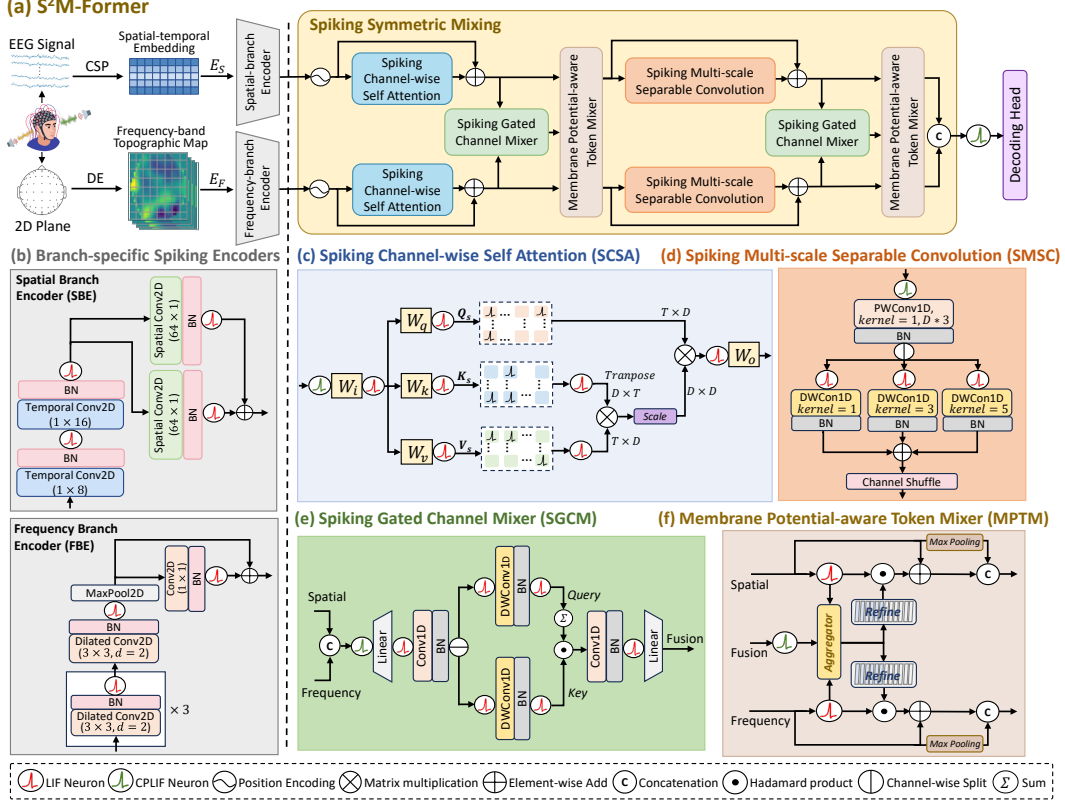 (a) S²M-Former
EEG Signal
CSP
Spatial-temporal
Embedding
E_S
Spatial-branch
Encoder
2D Plane
DE
Frequency-band
Topographic Map
E_F
Frequency-branch
Encoder
Spiking Symmetric Mixing
Spiking
Channel-wise
Self Attention
Spiking Gated
Channel Mixer
Spiking
Channel-wise
Self Attention
Membrane Potential-aware
Token Mixer
Spiking Multi-scale
Separable Convolution
Spiking Gated
Channel Mixer
Spiking Multi-scale
Separable Convolution
Membrane Potential-aware
Token Mixer
C
Decoding Head
(b) Branch-specific Spiking Encoders
Spatial Branch
Encoder (SBE)
Spatial Conv2D
(64 × 1)
BN
BN
Temporal Conv2D
(1 × 16)
Spatial Conv2D
(64 × 1)
BN
BN
Temporal Conv2D
(1 × 8)
Frequency Branch
Encoder (FBE)
MaxPool2D
Conv2D
(1 × 1)
BN
BN
Dilated Conv2D
(3 × 3, d = 2)
BN
Dilated Conv2D
(3 × 3, d = 2)
× 3
(c) Spiking Channel-wise Self Attention (SCSA)
W_i
W_q
Q_s
T × D
W_k
K_s
Tranpose
D × T
Scale
D × D
W_v
V_s
T × D
W_o
(d) Spiking Multi-scale Separable Convolution (SMSC)
PWConv1D,
kernel = 1, D * 3
BN
DWCon1D
kernel = 1
BN
DWCon1D
kernel = 3
BN
DWCon1D
kernel = 5
BN
Channel Shuffle
(e) Spiking Gated Channel Mixer (SGCM)
Spatial
Frequency
C
Linear
Conv1D
BN
DWConv1D
BN
Query
Σ
DWConv1D
BN
Key
Conv1D
BN
Linear
Fusion
(f) Membrane Potential-aware Token Mixer (MPTM)
Max Pooling
Spatial
C
Refine
Fusion
Aggregator
Refine
Frequency
C
Max Pooling
LIF Neuron
CPLIF Neuron
Position Encoding
Matrix multiplication
Element-wise Add
C Concatenation
Hadamard product
Channel-wise Split
Σ Sum